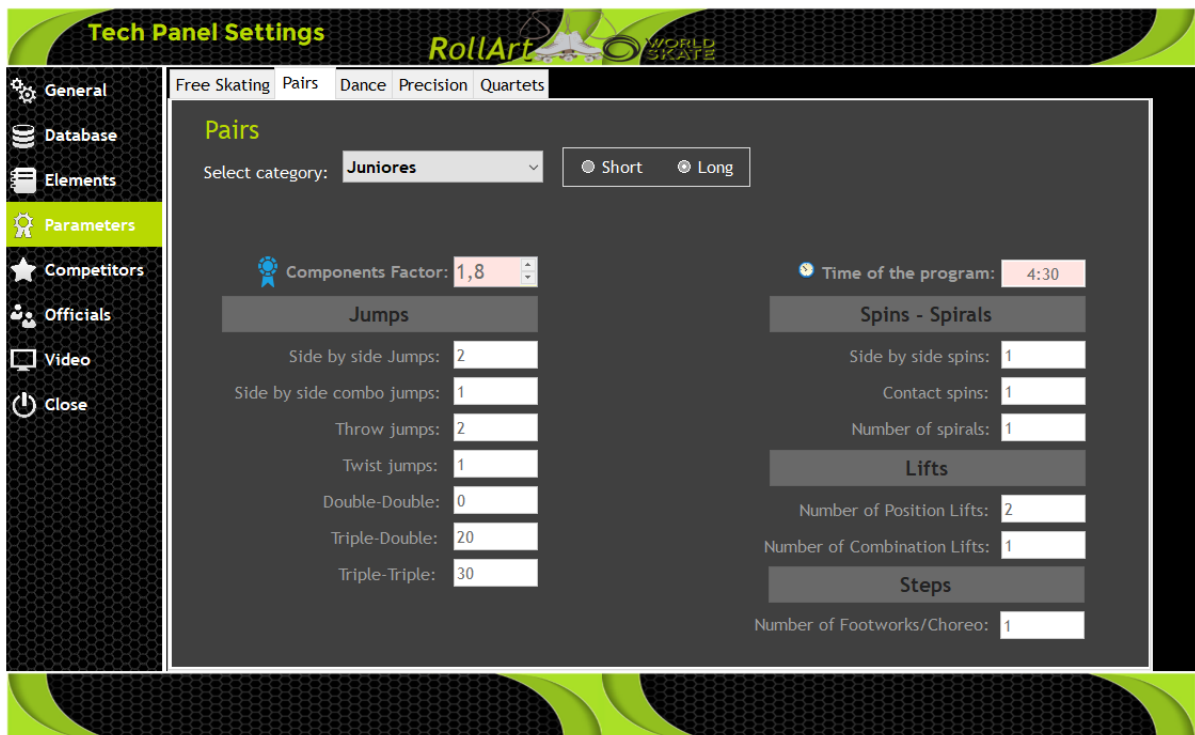 Tech Panel Settings
RollArt
WORLD
SKATE
General
Database
Elements
Parameters
Competitors
Officials
Video
Close
Free Skating Pairs Dance Precision Quartets
Pairs
Select category: Juniores Short Long
Components Factor: 1,8
Jumps
Side by side Jumps: 2
Side by side combo jumps: 1
Throw jumps: 2
Twist jumps: 1
Double-Double: 0
Triple-Double: 20
Triple-Triple: 30
Time of the program: 4:30
Spins - Spirals
Side by side spins: 1
Contact spins: 1
Number of spirals: 1
Lifts
Number of Position Lifts: 2
Number of Combination Lifts: 1
Steps
Number of Footworks/Choreo: 1